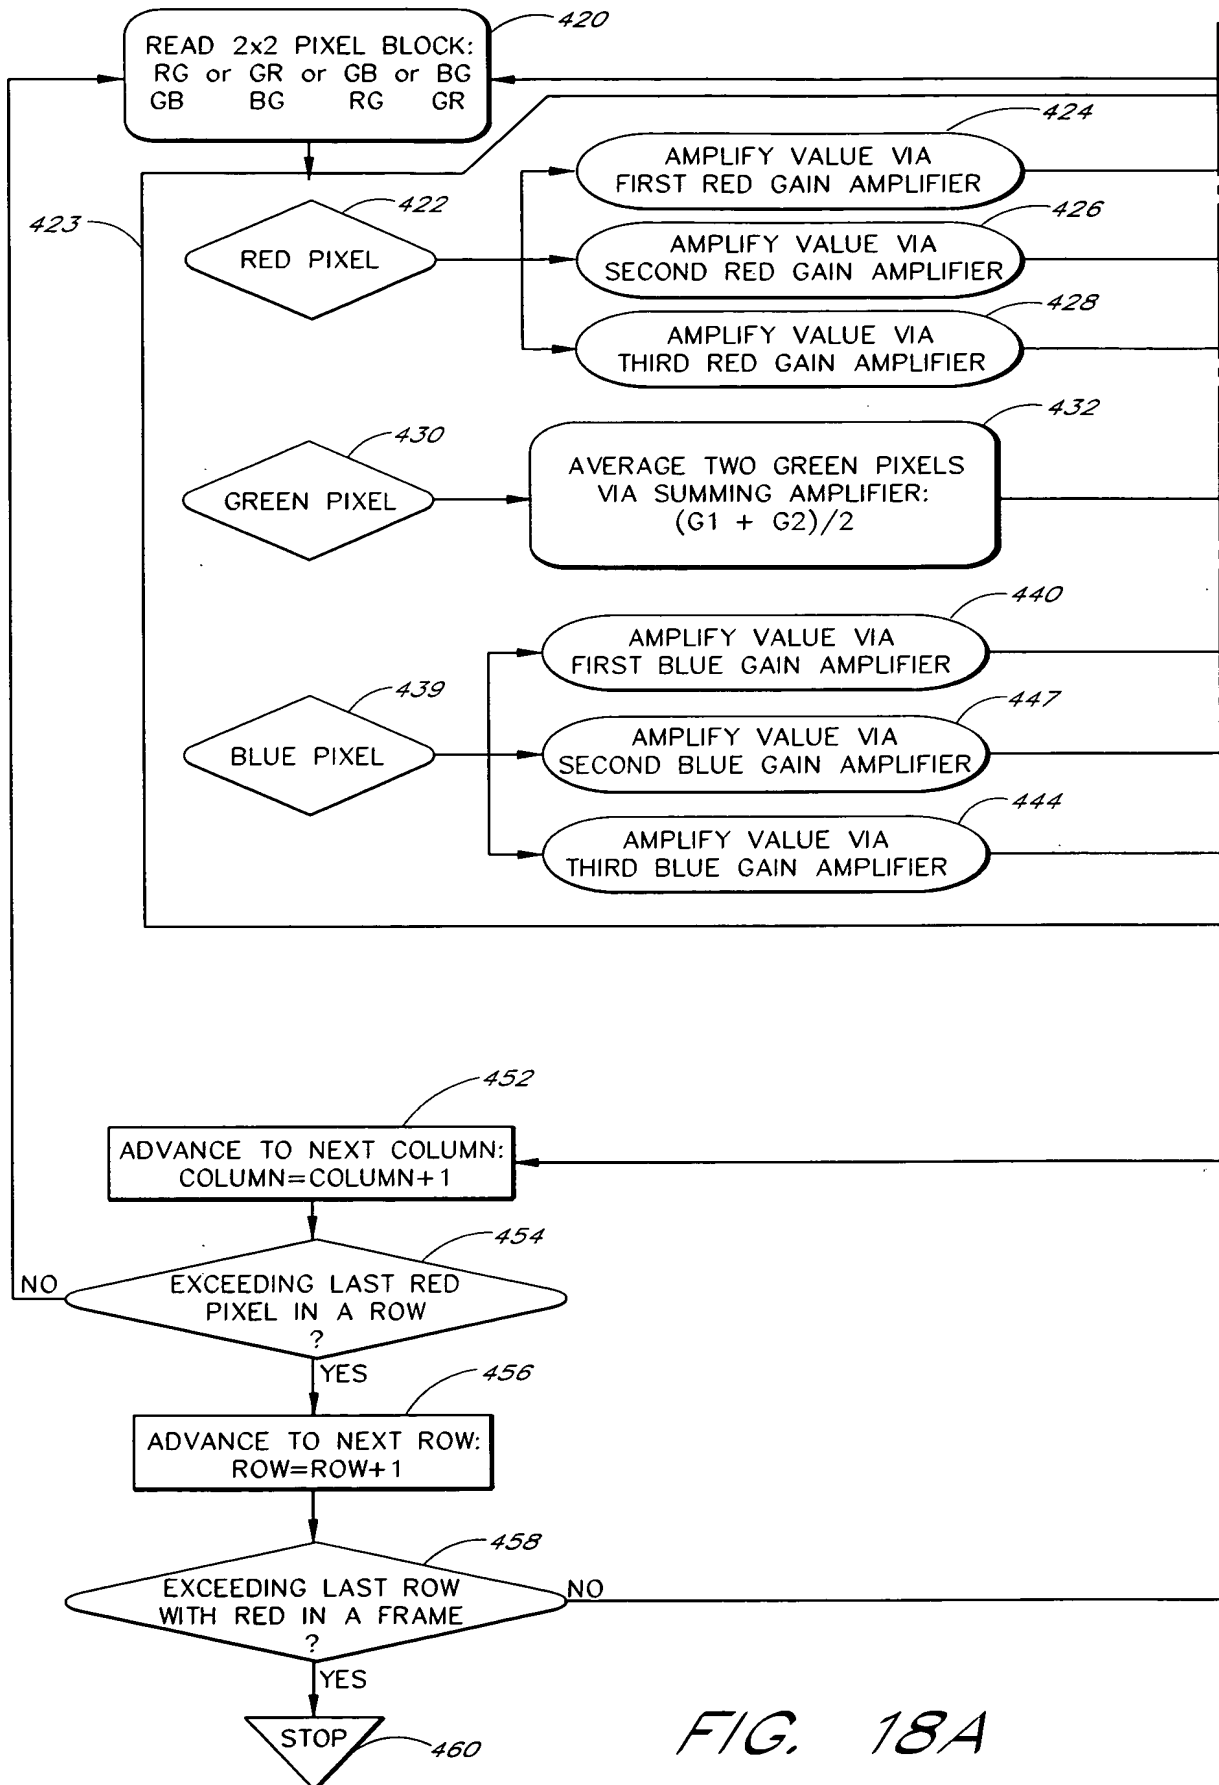 420
READ 2x2 PIXEL BLOCK:
RG or GR or GB or BG
GB BG RG GR
424
AMPLIFY VALUE VIA
FIRST RED GAIN AMPLIFIER
423
422
RED PIXEL
426
AMPLIFY VALUE VIA
SECOND RED GAIN AMPLIFIER
428
AMPLIFY VALUE VIA
THIRD RED GAIN AMPLIFIER
430
GREEN PIXEL
432
AVERAGE TWO GREEN PIXELS
VIA SUMMING AMPLIFIER:
(G1 + G2)/2
440
AMPLIFY VALUE VIA
FIRST BLUE GAIN AMPLIFIER
439
BLUE PIXEL
447
AMPLIFY VALUE VIA
SECOND BLUE GAIN AMPLIFIER
444
AMPLIFY VALUE VIA
THIRD BLUE GAIN AMPLIFIER
452
ADVANCE TO NEXT COLUMN:
COLUMN=COLUMN+1
454
NO
EXCEEDING LAST RED
PIXEL IN A ROW
?
YES
456
ADVANCE TO NEXT ROW:
ROW=ROW+1
458
EXCEEDING LAST ROW
WITH RED IN A FRAME
?
NO
YES
STOP
460
FIG. 18A